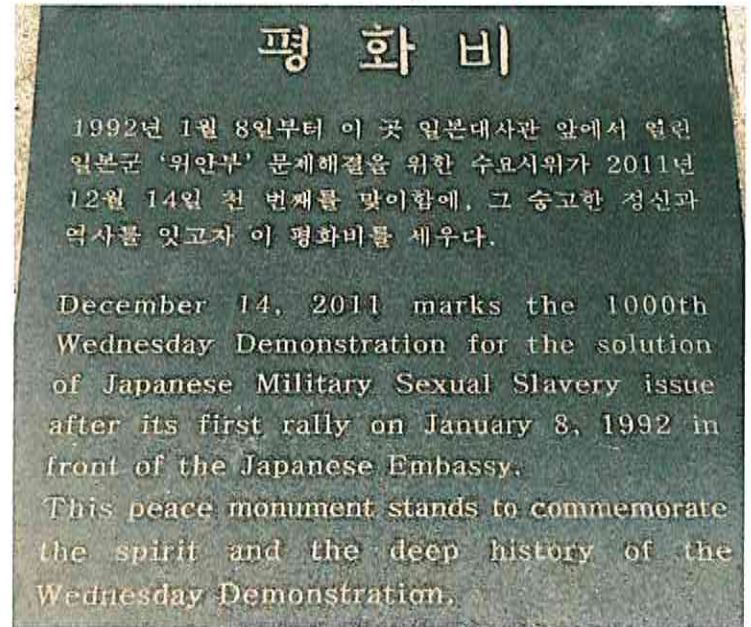 평 화 비
1992년 1월 8일부터 이 곳 일본대사관 앞에서 열린
일본군 ‘위안부’ 문제해결을 위한 수요시위가 2011년
12월 14일 천 번째를 맞이함에, 그 숭고한 정신과
역사를 잇고자 이 평화비를 세우다.
December 14, 2011 marks the 1000th
Wednesday Demonstration for the solution
of Japanese Military Sexual Slavery issue
after its first rally on January 8, 1992 in
front of the Japanese Embassy.
This peace monument stands to commemorate
the spirit and the deep history of the
Wednesday Demonstration.